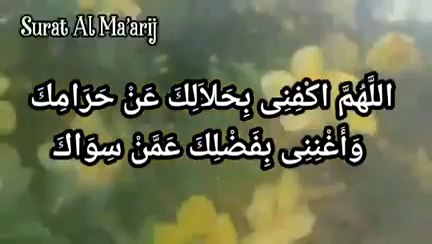 Surat Al Ma'arij
اللَّهُمَّ اكْفِنِى بِحَلاَلِكَ عَنْ حَرَامِكَ
وَأَغْنِنِى بِفَضْلِكَ عَمَّنْ سِوَاكَ